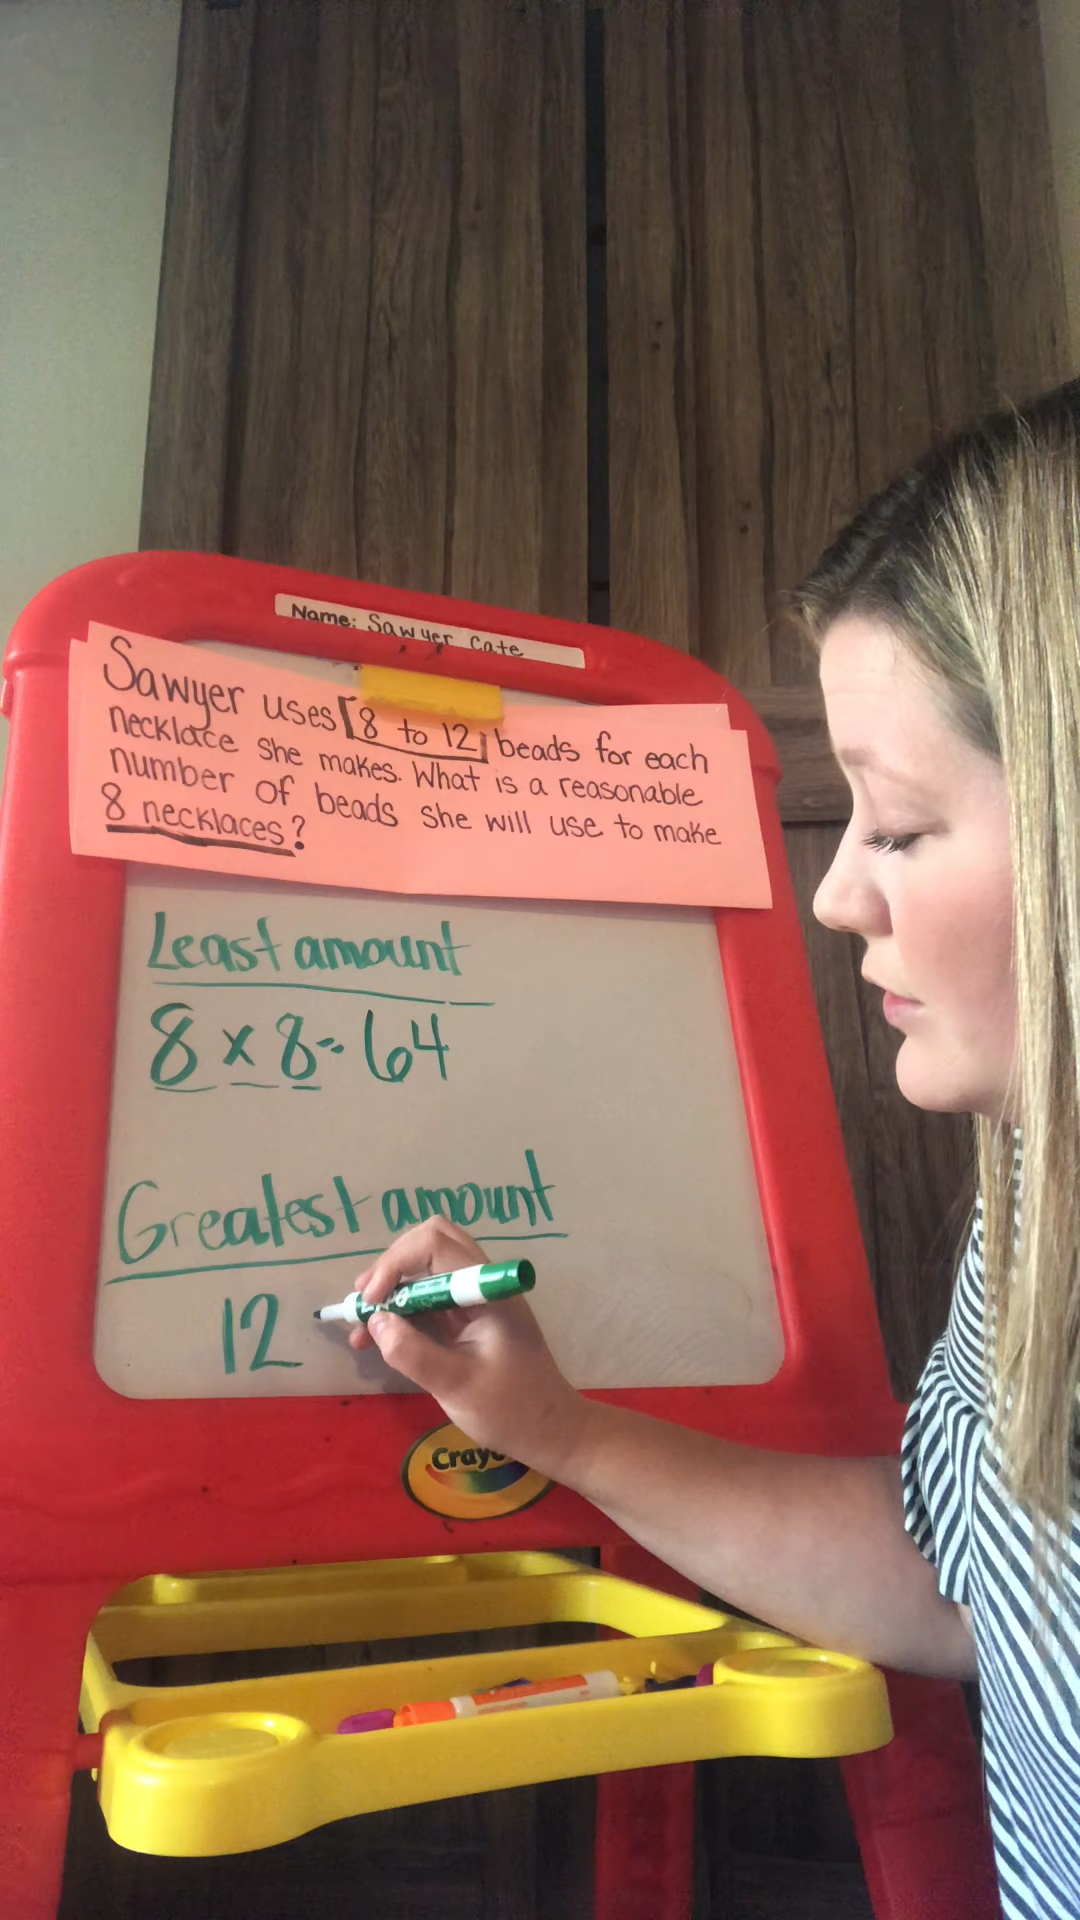 Name: Sawyer Cate
Sawyer uses 8 to 12 beads for each
necklace she makes. What is a reasonable
number of beads she will use to make
8 necklaces?
Least amount
8 x 8 = 64
Greatest amount
12